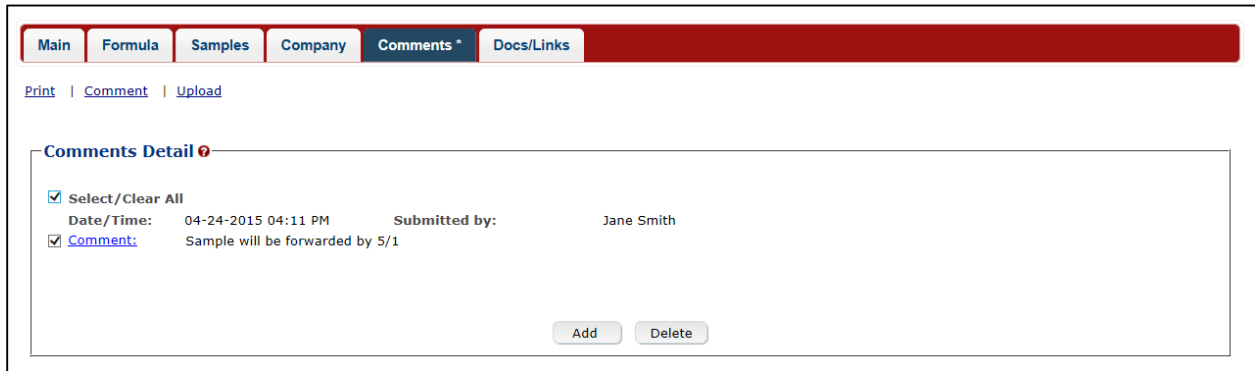 Main Formula Samples Company Comments * Docs/Links
Print | Comment | Upload
Comments Detail ?
Select/Clear All
Date/Time: 04-24-2015 04:11 PM Submitted by: Jane Smith
Comment: Sample will be forwarded by 5/1
Add Delete